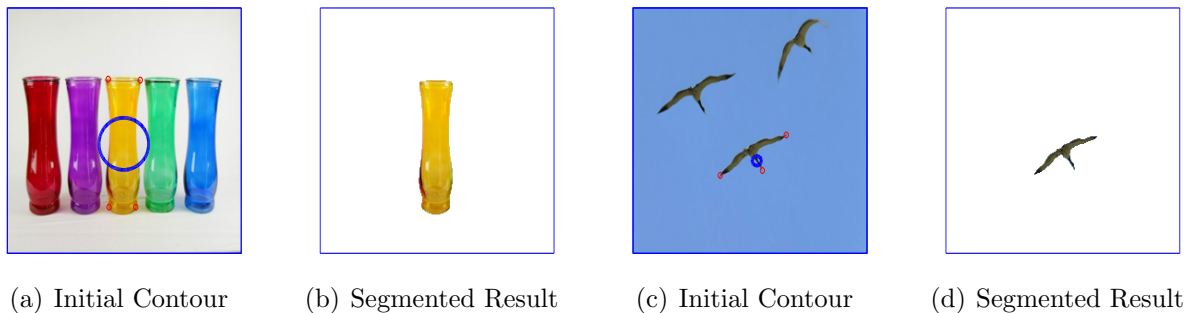 (a) Initial Contour
(b) Segmented Result
(c) Initial Contour
(d) Segmented Result